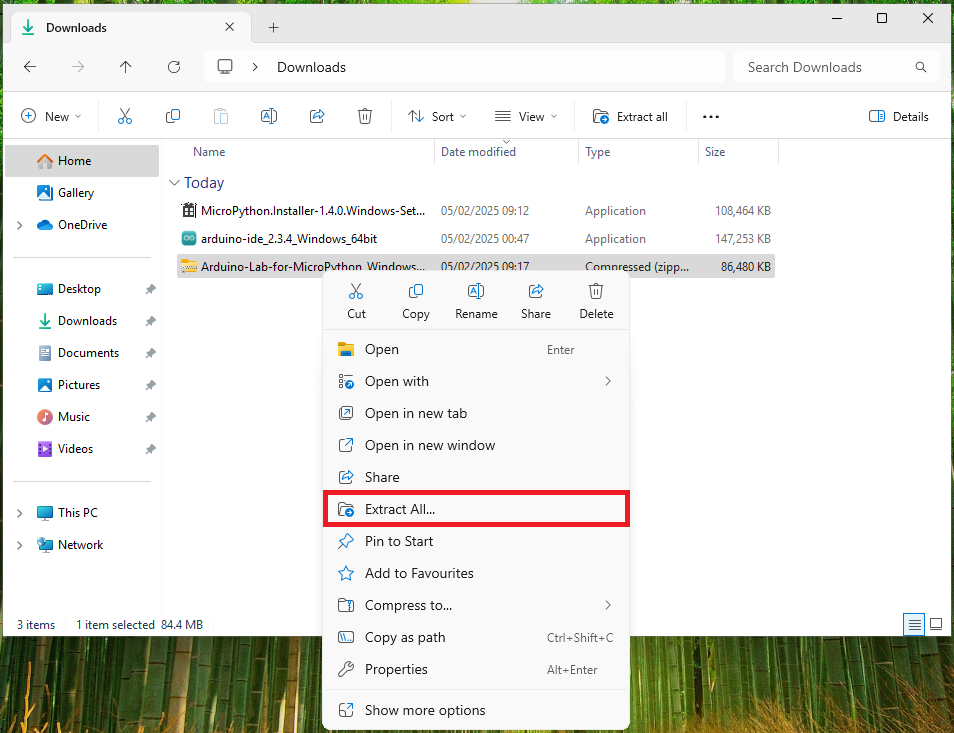 Downloads
Downloads
Search Downloads
New
Sort
View
Extract all
Details
Name Date modified Type Size
Home
Gallery
OneDrive
Desktop
Downloads
Documents
Pictures
Music
Videos
This PC
Network
Today
MicroPython.Installer-1.4.0.Windows-Set... 05/02/2025 09:12 Application 108,464 KB
arduino-ide_2.3.4_Windows_64bit 05/02/2025 00:47 Application 147,253 KB
Arduino-Lab-for-MicroPython_Windows... 05/02/2025 09:17 Compressed (zipp... 86,480 KB
Cut Copy Rename Share Delete
Open Enter
Open with
Open in new tab
Open in new window
Share
Extract All...
Pin to Start
Add to Favourites
Compress to...
Copy as path Ctrl+Shift+C
Properties Alt+Enter
Show more options
3 items 1 item selected 84.4 MB